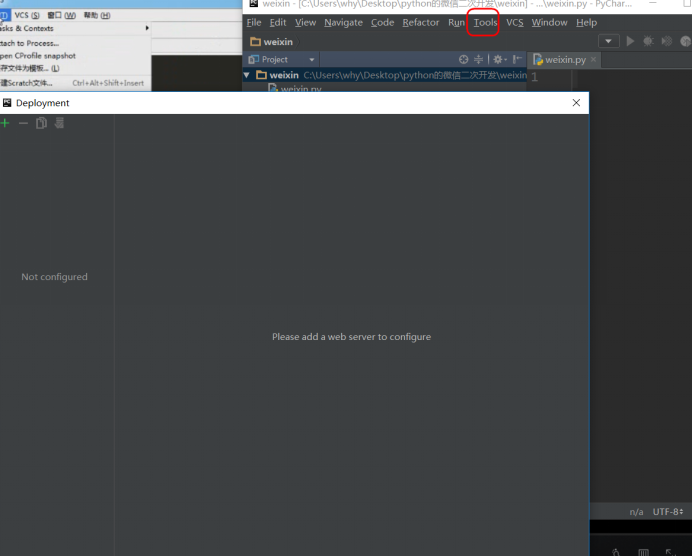 VCS (S) 窗口 (W) 帮助 (H)
asks & Contexts
ttach to Process...
pen CProfile snapshot
存文件为模板... (L)
建Scratch文件... Ctrl+Alt+Shift+Insert
weixin - [C:\Users\why\Desktop\python的微信二次开发\weixin] - ...\weixin.py - PyChar...
File Edit View Navigate Code Refactor Run Tools VCS Window Help
weixin
Project
weixin.py
weixin C:\Users\why\Desktop\python的微信二次开发\weixin
1
weixin.py
Deployment
Not configured
Please add a web server to configure
n/a UTF-8